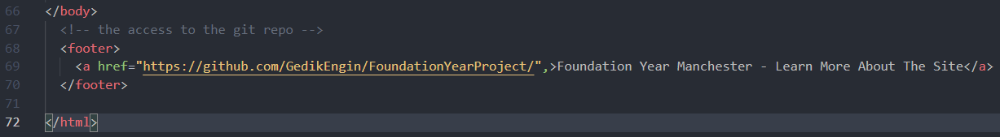 66 </body>
67 <!-- the access to the git repo -->
68 <footer>
69 <a href="https://github.com/GedikEngin/FoundationYearProject/",>Foundation Year Manchester - Learn More About The Site</a>
70 </footer>
71
72 </html>